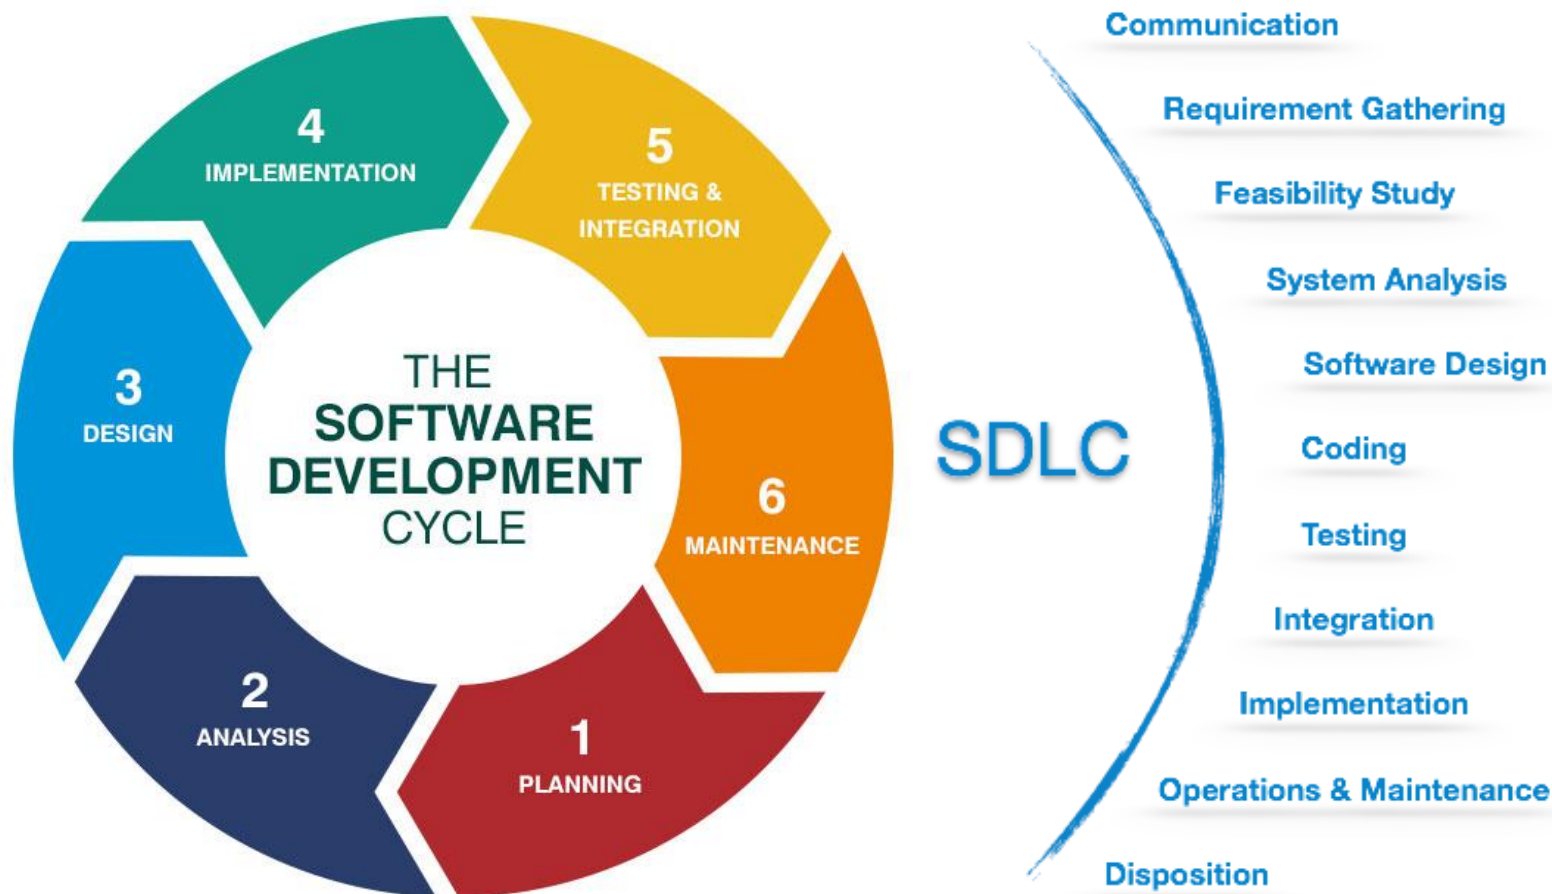 4
IMPLEMENTATION
5
TESTING &
INTEGRATION
3
DESIGN
THE
SOFTWARE
DEVELOPMENT
CYCLE
6
MAINTENANCE
2
ANALYSIS
1
PLANNING
SDLC
Communication
Requirement Gathering
Feasibility Study
System Analysis
Software Design
Coding
Testing
Integration
Implementation
Operations & Maintenance
Disposition